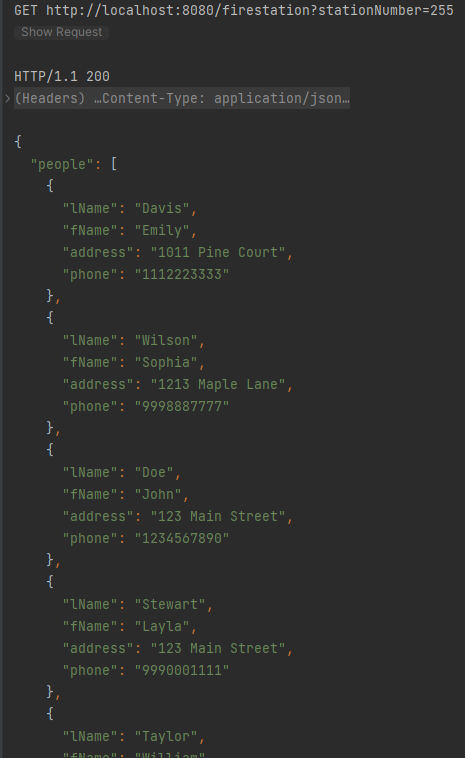 GET http://localhost:8080/firestation?stationNumber=255
Show Request
HTTP/1.1 200
(Headers) …Content-Type: application/json…
{
"people": [
{
"lName": "Davis",
"fName": "Emily",
"address": "1011 Pine Court",
"phone": "1112223333"
},
{
"lName": "Wilson",
"fName": "Sophia",
"address": "1213 Maple Lane",
"phone": "9998887777"
},
{
"lName": "Doe",
"fName": "John",
"address": "123 Main Street",
"phone": "1234567890"
},
{
"lName": "Stewart",
"fName": "Layla",
"address": "123 Main Street",
"phone": "9990001111"
},
{
"lName": "Taylor",
"fName": "William"